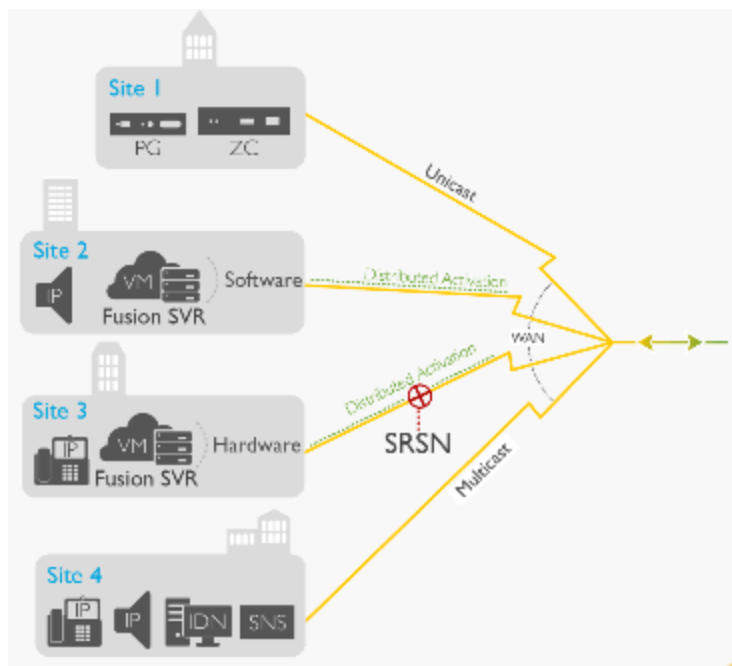 Site 1
PG ZC
Unicast
Site 2
IP VM Software
Fusion SVR
Distributed Activation
WAN
Site 3
IP VM Hardware
Fusion SVR
Distributed Activation
SRSN
Multicast
Site 4
IP IP IDN SNS